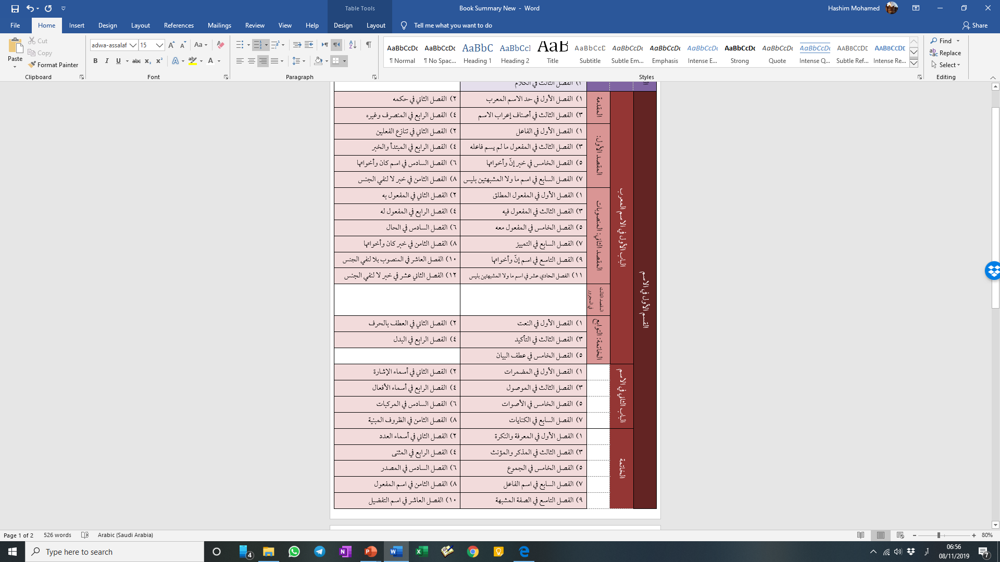 Table Tools
Book Summary New - Word
Hashim Mohamed
File Home Insert Design Layout References Mailings Review View Help Design Layout Tell me what you want to do
Share
Paste
Cut
Copy
Format Painter
Clipboard
adwa-assalaf 15
Font
Paragraph
AaBbCcDc AaBbCcDc AaBbC AaBbCcI AaB AaBbCcD AaBbCcDc AaBbCcDc AaBbCcDc AaBbCcDc AaBbCcDc AaBbCcDc AABBCCDE AABBCCDE
¶ Normal ¶ No Spac... Heading 1 Heading 2 Title Subtitle Subtle Em... Emphasis Intense E... Strong Quote Intense Q... Subtle Ref... Intense Re...
Styles
Find
Replace
Select
Editing
٣) الفصل الثالث في الكلام
القسم الأول في الاسم
الباب الأول في الاسم المعرب
المقدمة
١) الفصل الأول في حد الاسم المعرب ٢) الفصل الثاني في حكمه
٣) الفصل الثالث في أصناف إعراب الاسم ٤) الفصل الرابع في المنصرف وغيره
المقصد الأول:
١) الفصل الأول في الفاعل ٢) الفصل الثاني في تنازع الفعلين
٣) الفصل الثالث في المفعول ما لم يسم فاعله ٤) الفصل الرابع في المبتدأ والخبر
٥) الفصل الخامس في خبر إنّ وأخواتها ٦) الفصل السادس في اسم كان وأخواتها
٧) الفصل السابع في اسم ما ولا المشبهتين بليس ٨) الفصل الثامن في خبر لا لنفي الجنس
المقصد الثاني: المنصوبات
١) الفصل الأول في المفعول المطلق ٢) الفصل الثاني في المفعول به
٣) الفصل الثالث في المفعول فيه ٤) الفصل الرابع في المفعول له
٥) الفصل الخامس في المفعول معه ٦) الفصل السادس في الحال
٧) الفصل السابع في التمييز ٨) الفصل الثامن في خبر كان وأخواتها
٩) الفصل التاسع في اسم إنّ وأخواتها ١٠) الفصل العاشر في المنصوب بلا لنفي الجنس
١١) الفصل الحادي عشر في اسم ما ولا المشبهتين بليس ١٢) الفصل الثاني عشر في خبر لا لنفي الجنس
المقصد الثالث
في المجرور
الخاتمة: التوابع
١) الفصل الأول في النعت ٢) الفصل الثاني في العطف بالحرف
٣) الفصل الثالث في التأكيد ٤) الفصل الرابع في البدل
٥) الفصل الخامس في عطف البيان
الباب الثاني في الاسم
١) الفصل الأول في المضمرات ٢) الفصل الثاني في أسماء الإشارة
٣) الفصل الثالث في الموصول ٤) الفصل الرابع في أسماء الأفعال
٥) الفصل الخامس في الأصوات ٦) الفصل السادس في المركبات
٧) الفصل السابع في الكنايات ٨) الفصل الثامن في الظروف المبنية
الخاتمة
١) الفصل الأول في المعرفة والنكرة ٢) الفصل الثاني في أسماء العدد
٣) الفصل الثالث في المذكر والمؤنث ٤) الفصل الرابع في المثنى
٥) الفصل الخامس في الجموع ٦) الفصل السادس في المصدر
٧) الفصل السابع في اسم الفاعل ٨) الفصل الثامن في اسم المفعول
٩) الفصل التاسع في الصفة المشبهة ١٠) الفصل العاشر في اسم التفضيل
Page 1 of 2 526 words Arabic (Saudi Arabia)
80%
Type here to search
4
06:56
08/11/2019
7